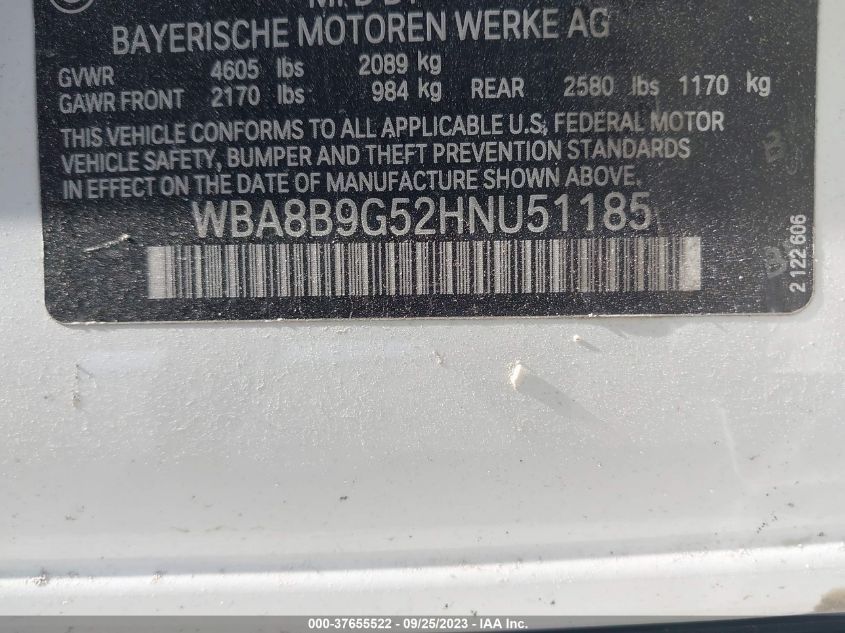 BAYERISCHE MOTOREN WERKE AG
GVWR 4605 lbs 2089 kg
GAWR FRONT 2170 lbs 984 kg REAR 2580 lbs 1170 kg
THIS VEHICLE CONFORMS TO ALL APPLICABLE U.S. FEDERAL MOTOR
VEHICLE SAFETY, BUMPER AND THEFT PREVENTION STANDARDS
IN EFFECT ON THE DATE OF MANUFACTURE SHOWN ABOVE.
WBA8B9G52HNU51185
2 122 606
000-37655522 - 09/25/2023 - IAA Inc.